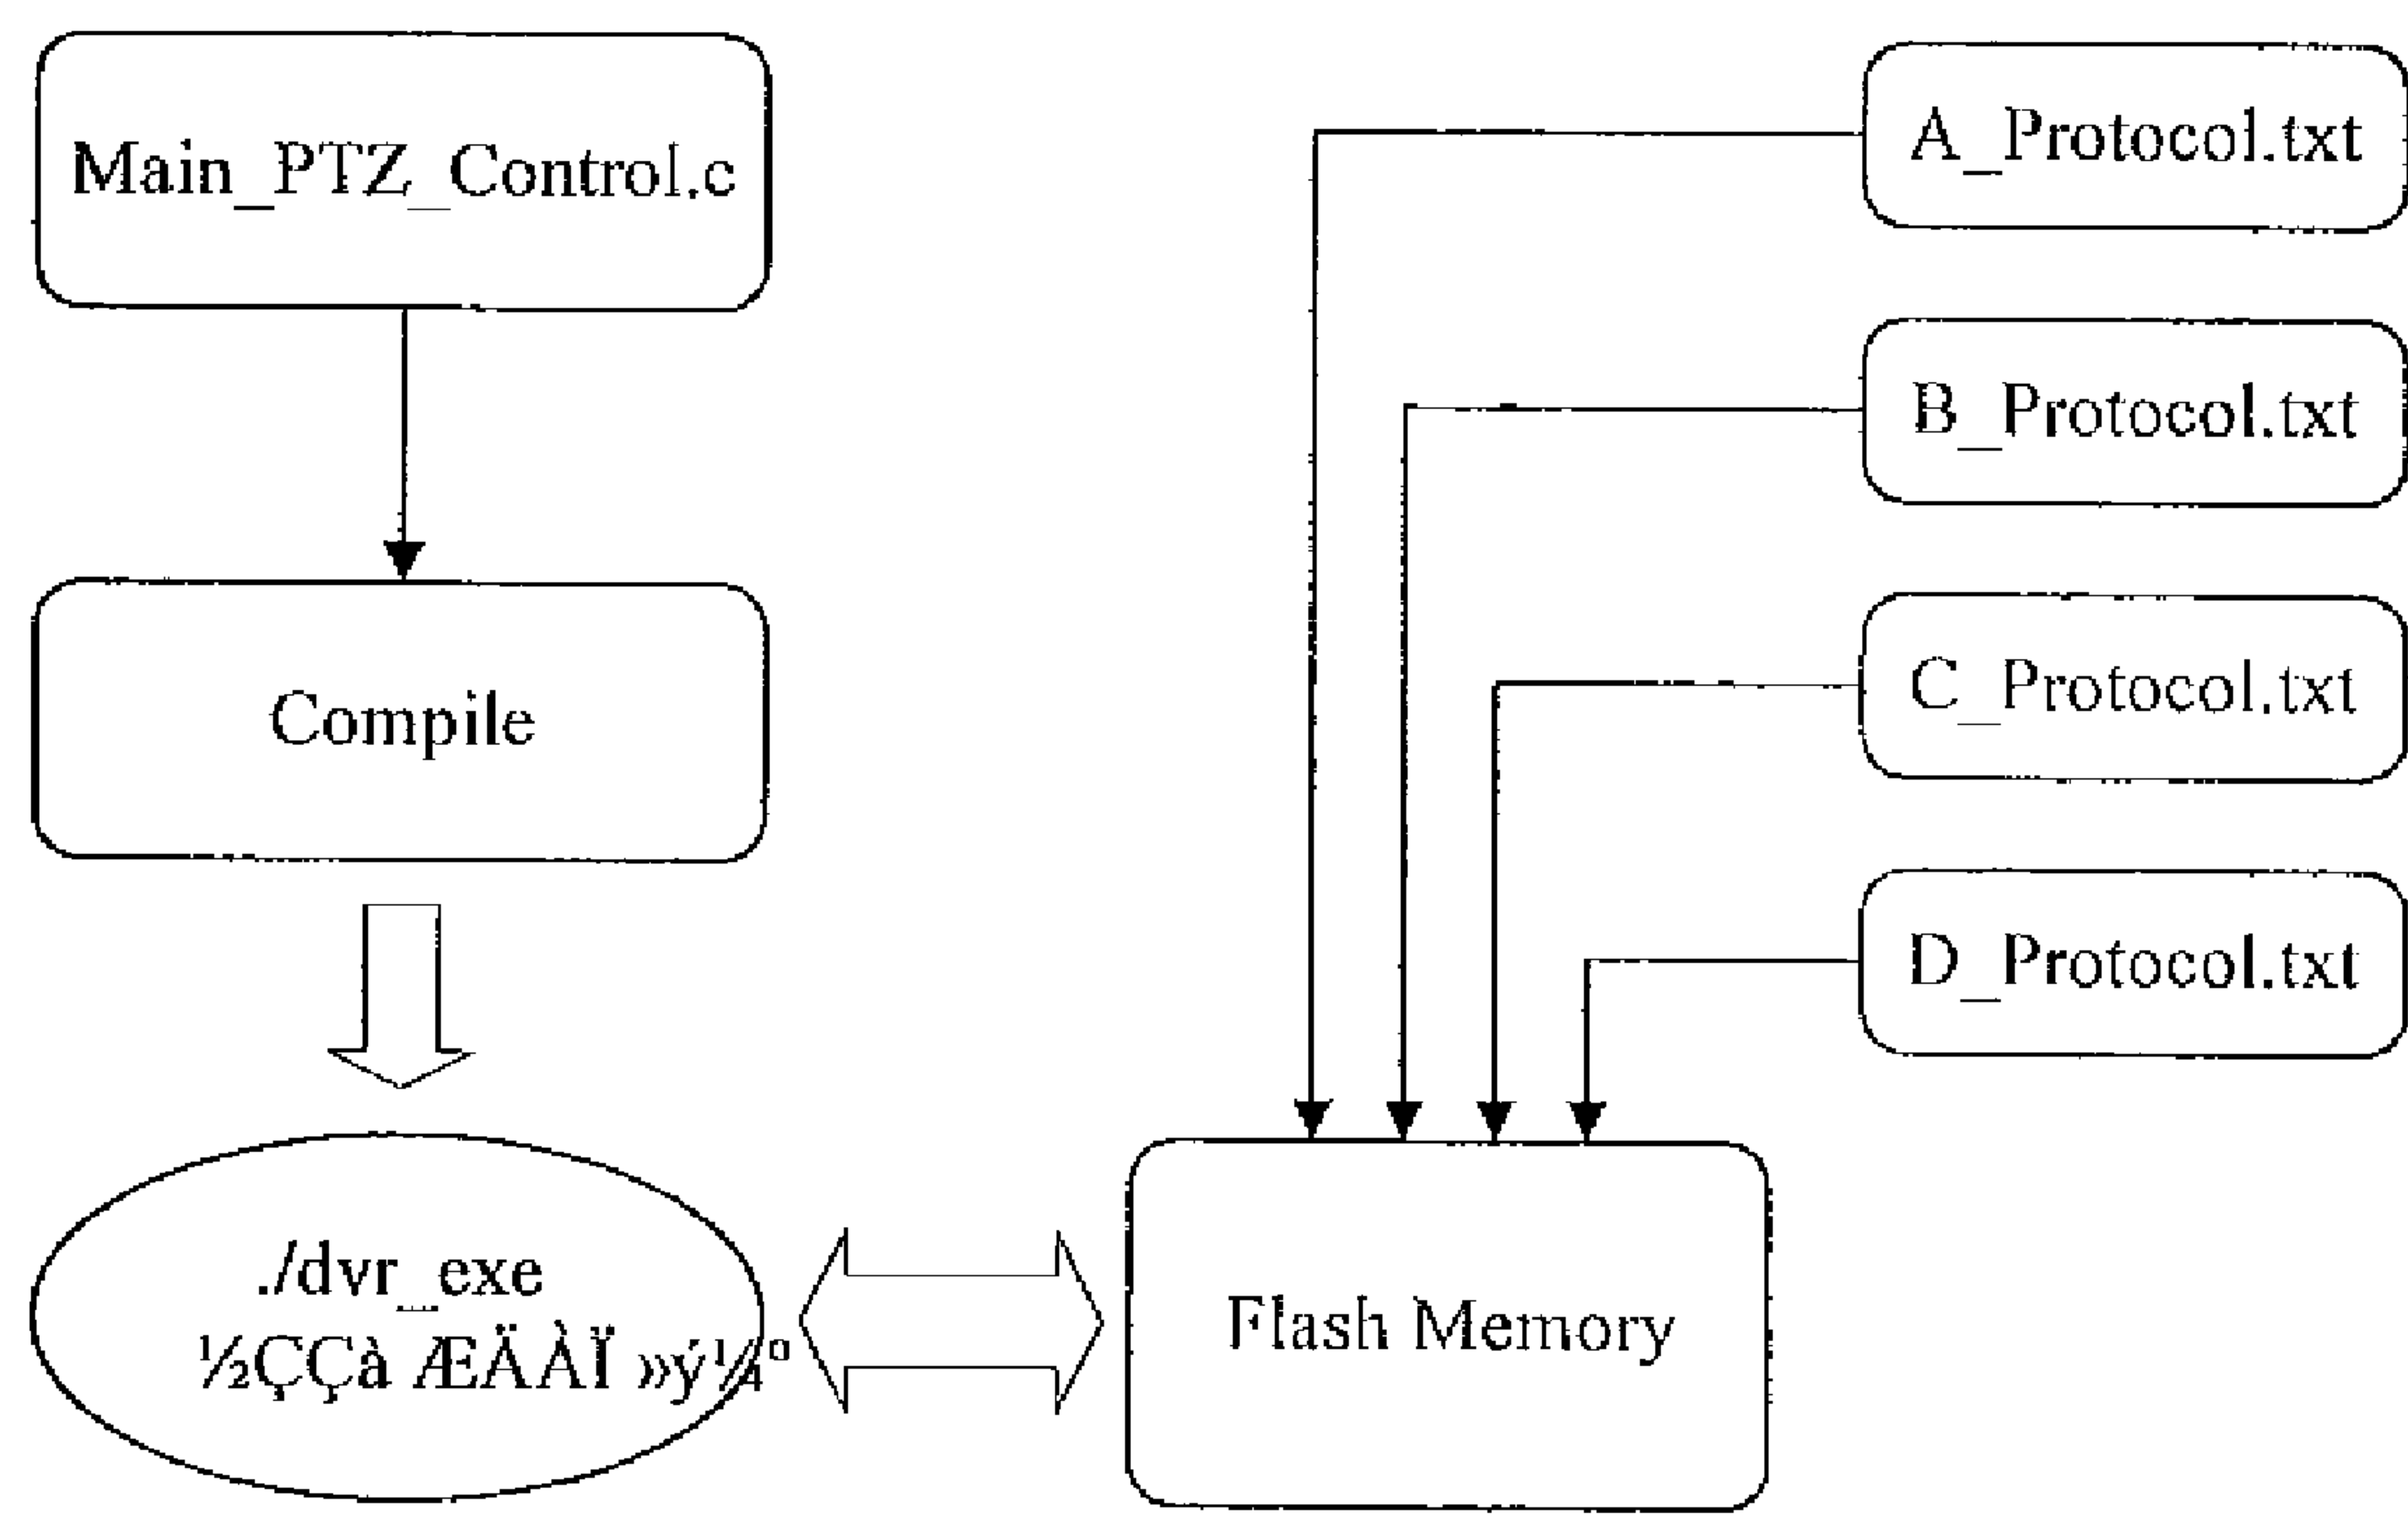 Main_PTZ_Control.c
Compile
./dvr_exe
½ÇÇà ÆÄÀÏ »ý¼º
A_Protocol.txt
B_Protocol.txt
C_Protocol.txt
D_Protocol.txt
Flash Memory